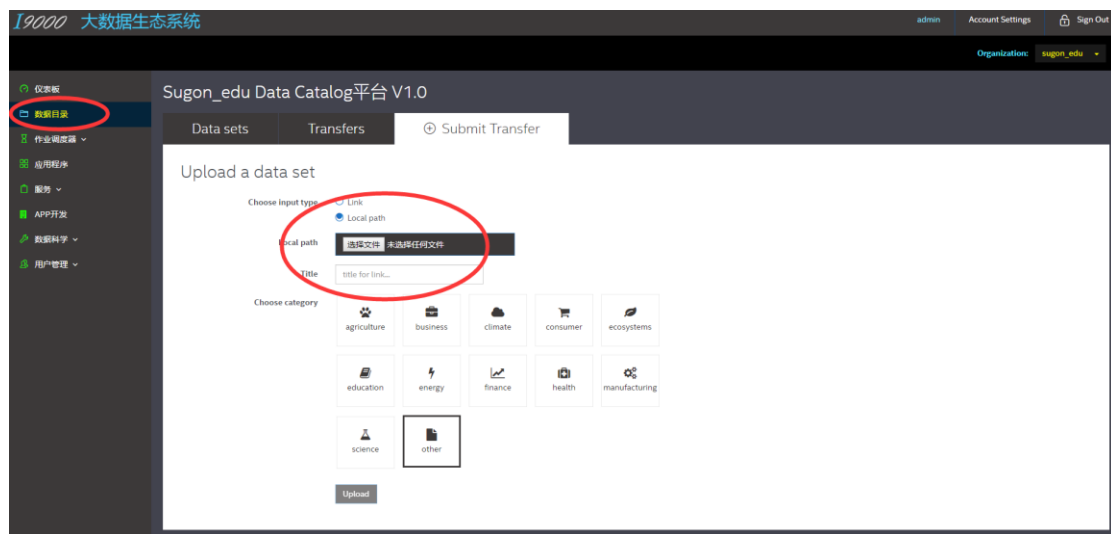 I9000 大数据生态系统
admin Account Settings Sign Out
Organization: sugon_edu
仪表板
数据目录
作业调度器
应用程序
服务
APP开发
数据科学
用户管理
Sugon_edu Data Catalog平台 V1.0
Data sets Transfers Submit Transfer
Upload a data set
Choose input type Link
Local path
Local path 选择文件 未选择任何文件
Title title for link...
Choose category
agriculture business climate consumer ecosystems
education energy finance health manufacturing
science other
Upload